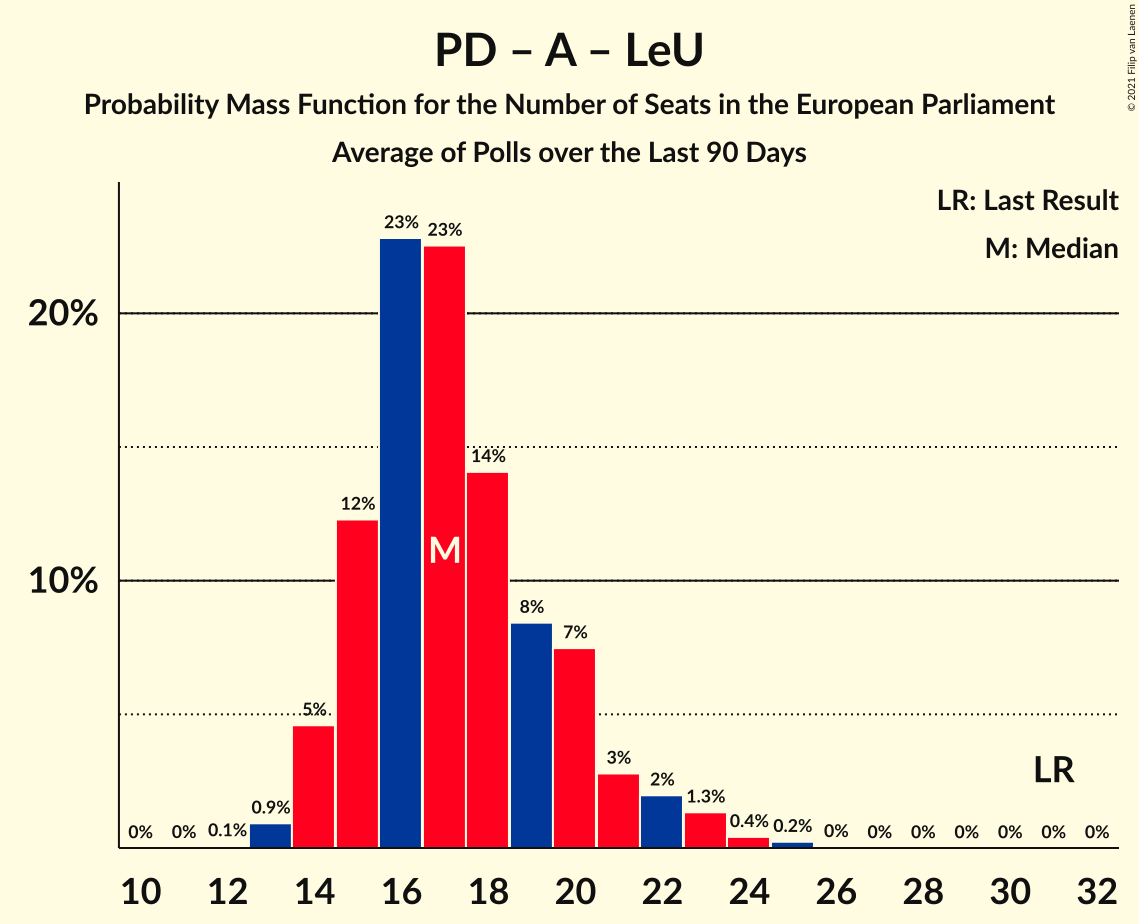 PD – A – LeU
Probability Mass Function for the Number of Seats in the European Parliament
Average of Polls over the Last 90 Days
© 2021 Filip van Laenen
LR: Last Result
M: Median
20%
10%
0% 0% 0.1% 0.9% 5% 12% 23% 23% 14% 8% 7% 3% 2% 1.3% 0.4% 0.2% 0% 0% 0% 0% 0% 0% 0%
M
LR
10 12 14 16 18 20 22 24 26 28 30 32